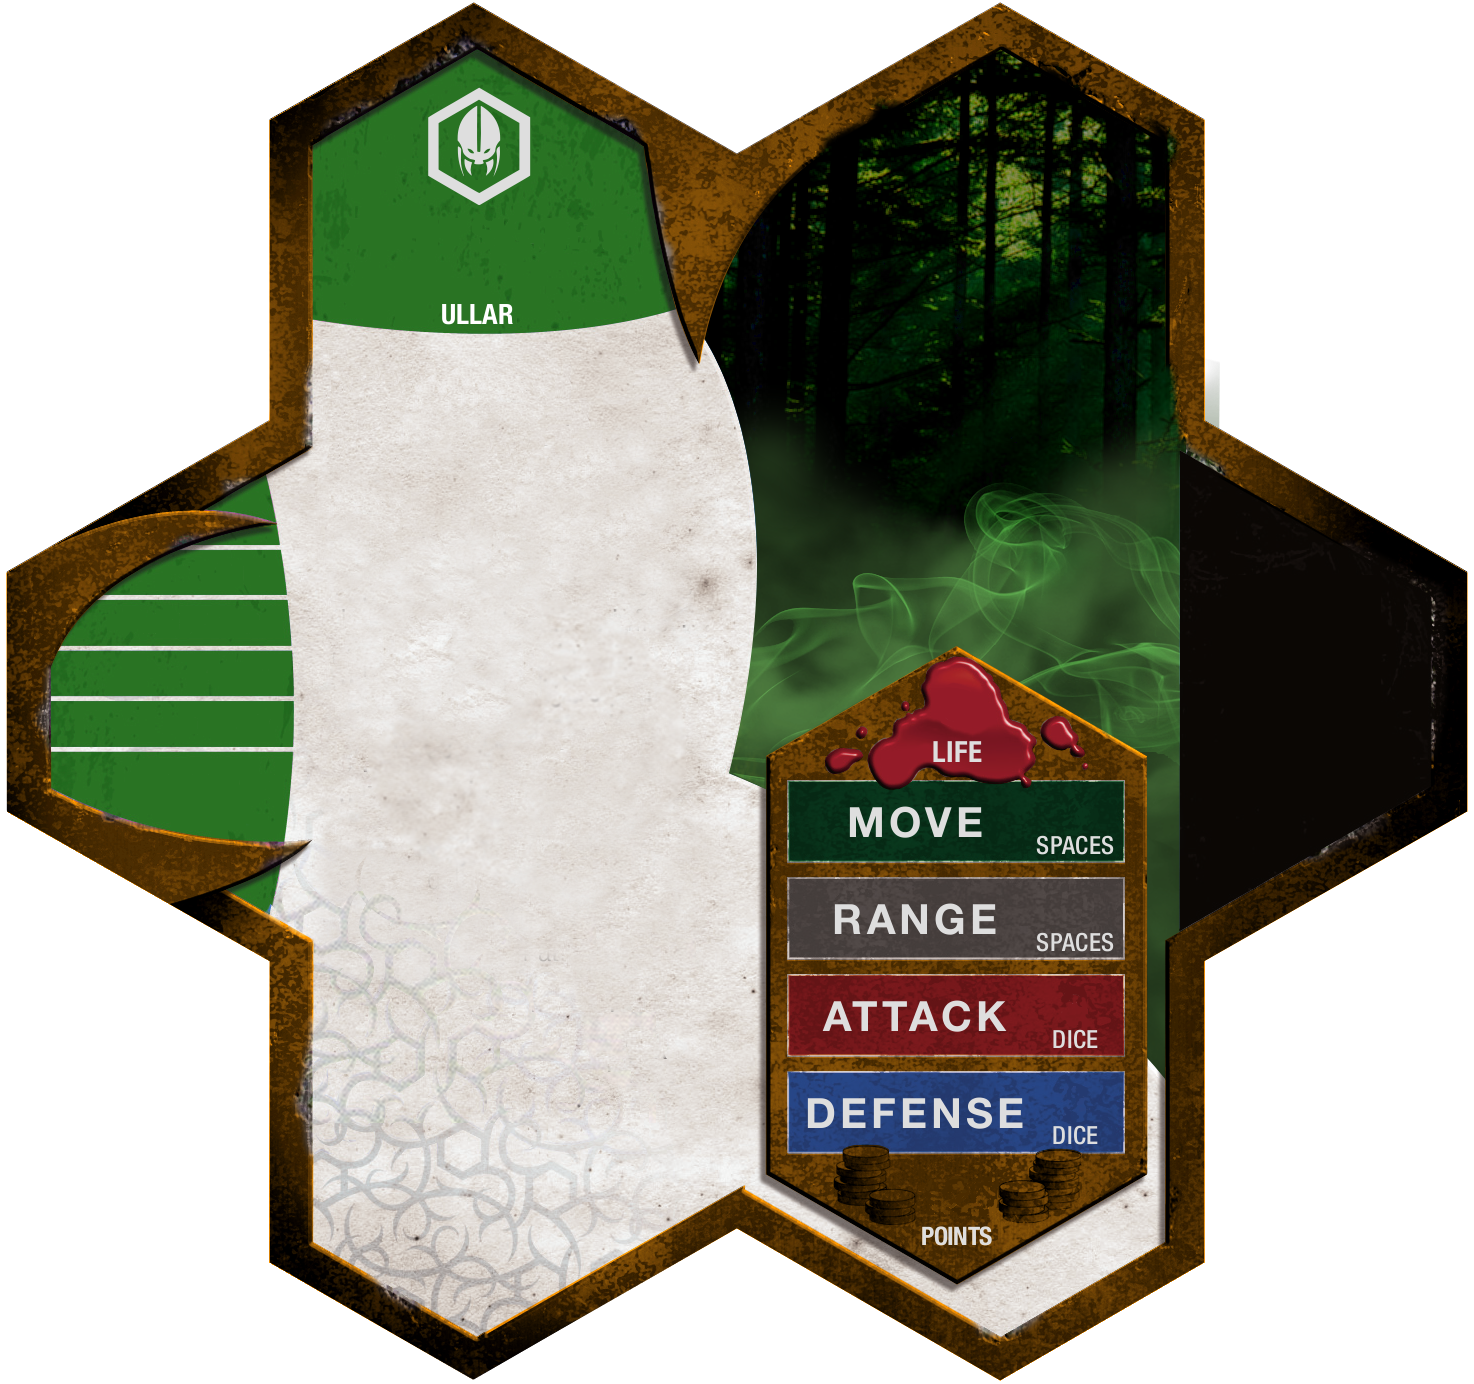 ULLAR
LIFE
MOVE
SPACES
RANGE
SPACES
ATTACK
DICE
DEFENSE
DICE
POINTS